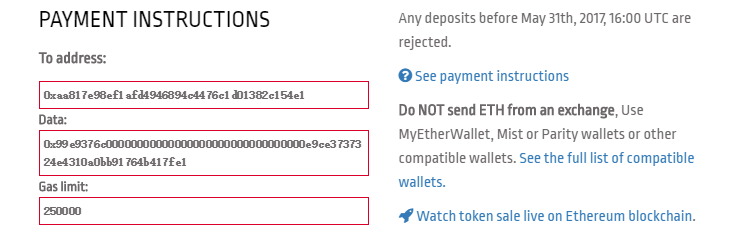 PAYMENT INSTRUCTIONS
To address:
0xaa817e98ef1afd4946894c4476c1d01382c154e1
Data:
0x99e9376c00000000000000000000000000000000e9ce37373
24e4310a0bb91764b417fe1
Gas limit:
250000
Any deposits before May 31th, 2017, 16:00 UTC are
rejected.
See payment instructions
Do NOT send ETH from an exchange, Use
MyEtherWallet, Mist or Parity wallets or other
compatible wallets. See the full list of compatible
wallets.
Watch token sale live on Ethereum blockchain.